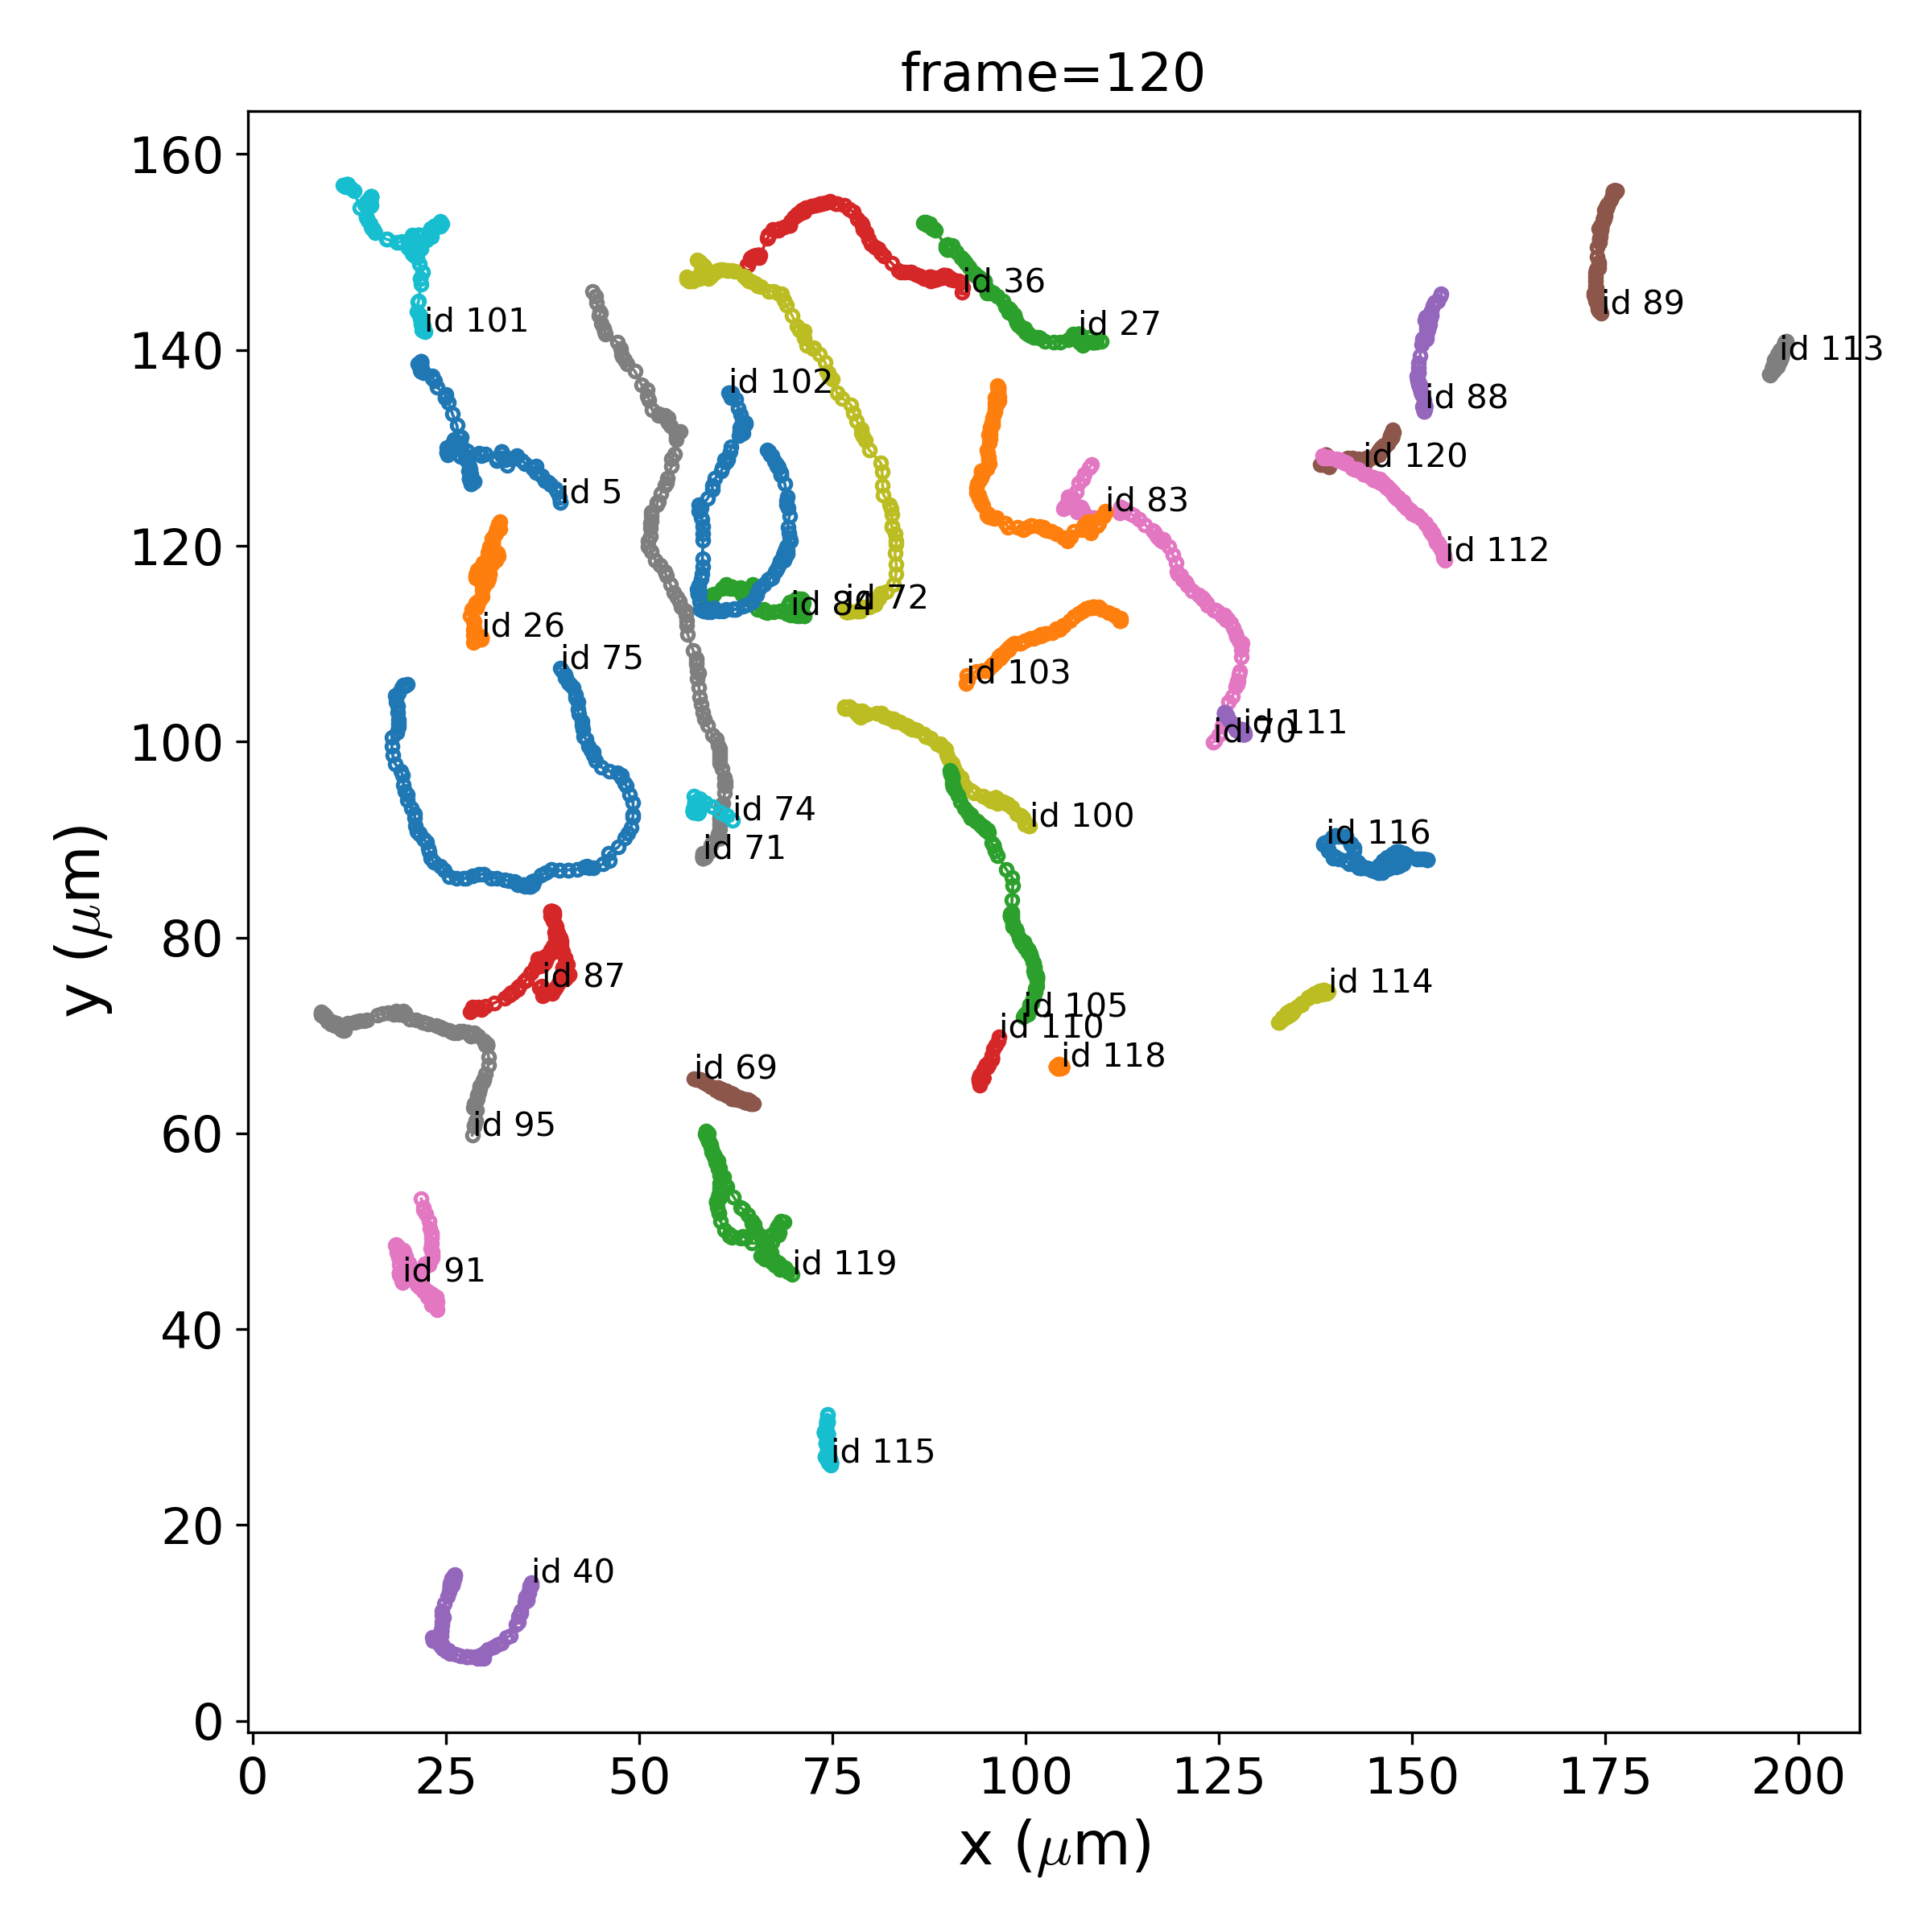 frame=120
160
140
120
100
80
60
40
20
0
y (μm)
0 25 50 75 100 125 150 175 200
x (μm)
id 101
id 36
id 27
id 89
id 113
id 102
id 88
id 5
id 120
id 83
id 112
id 26
id 84
id 72
id 75
id 103
id 70
id 111
id 74
id 71
id 100
id 116
id 87
id 114
id 105
id 110
id 118
id 69
id 95
id 91
id 119
id 115
id 40